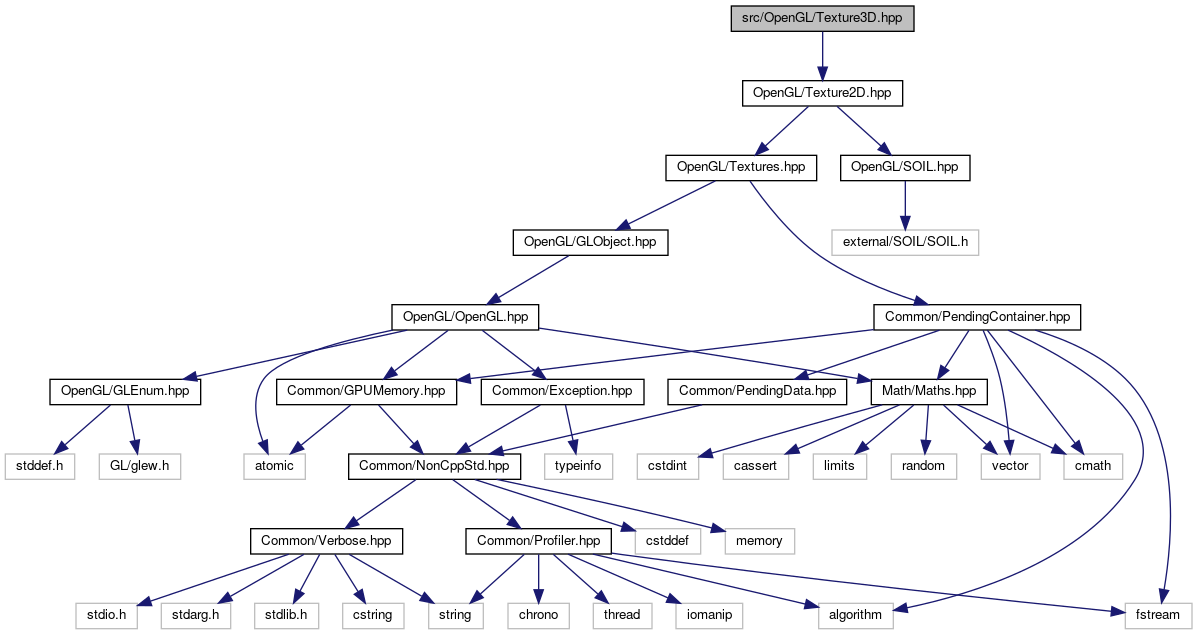 src/OpenGL/Texture3D.hpp
OpenGL/Texture2D.hpp
OpenGL/Textures.hpp
OpenGL/SOIL.hpp
OpenGL/GLObject.hpp
external/SOIL/SOIL.h
OpenGL/OpenGL.hpp
Common/PendingContainer.hpp
OpenGL/GLEnum.hpp
Common/GPUMemory.hpp
Common/Exception.hpp
Common/PendingData.hpp
Math/Maths.hpp
stddef.h
GL/glew.h
atomic
Common/NonCppStd.hpp
typeinfo
cstdint
cassert
limits
random
vector
cmath
Common/Verbose.hpp
Common/Profiler.hpp
cstddef
memory
stdio.h
stdarg.h
stdlib.h
cstring
string
chrono
thread
iomanip
algorithm
fstream